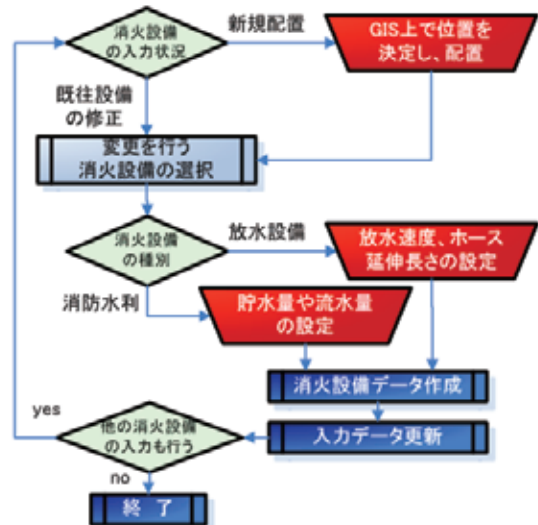 消火設備
の入力状況
新規配置
GIS上で位置を
決定し、配置
既往設備
の修正
変更を行う
消火設備の選択
消火設備
の種別
放水設備
放水速度、ホース
延伸長さの設定
消防水利
貯水量や流水量
の設定
消火設備データ作成
入力データ更新
yes
他の消火設備
の入力も行う
no
終 了